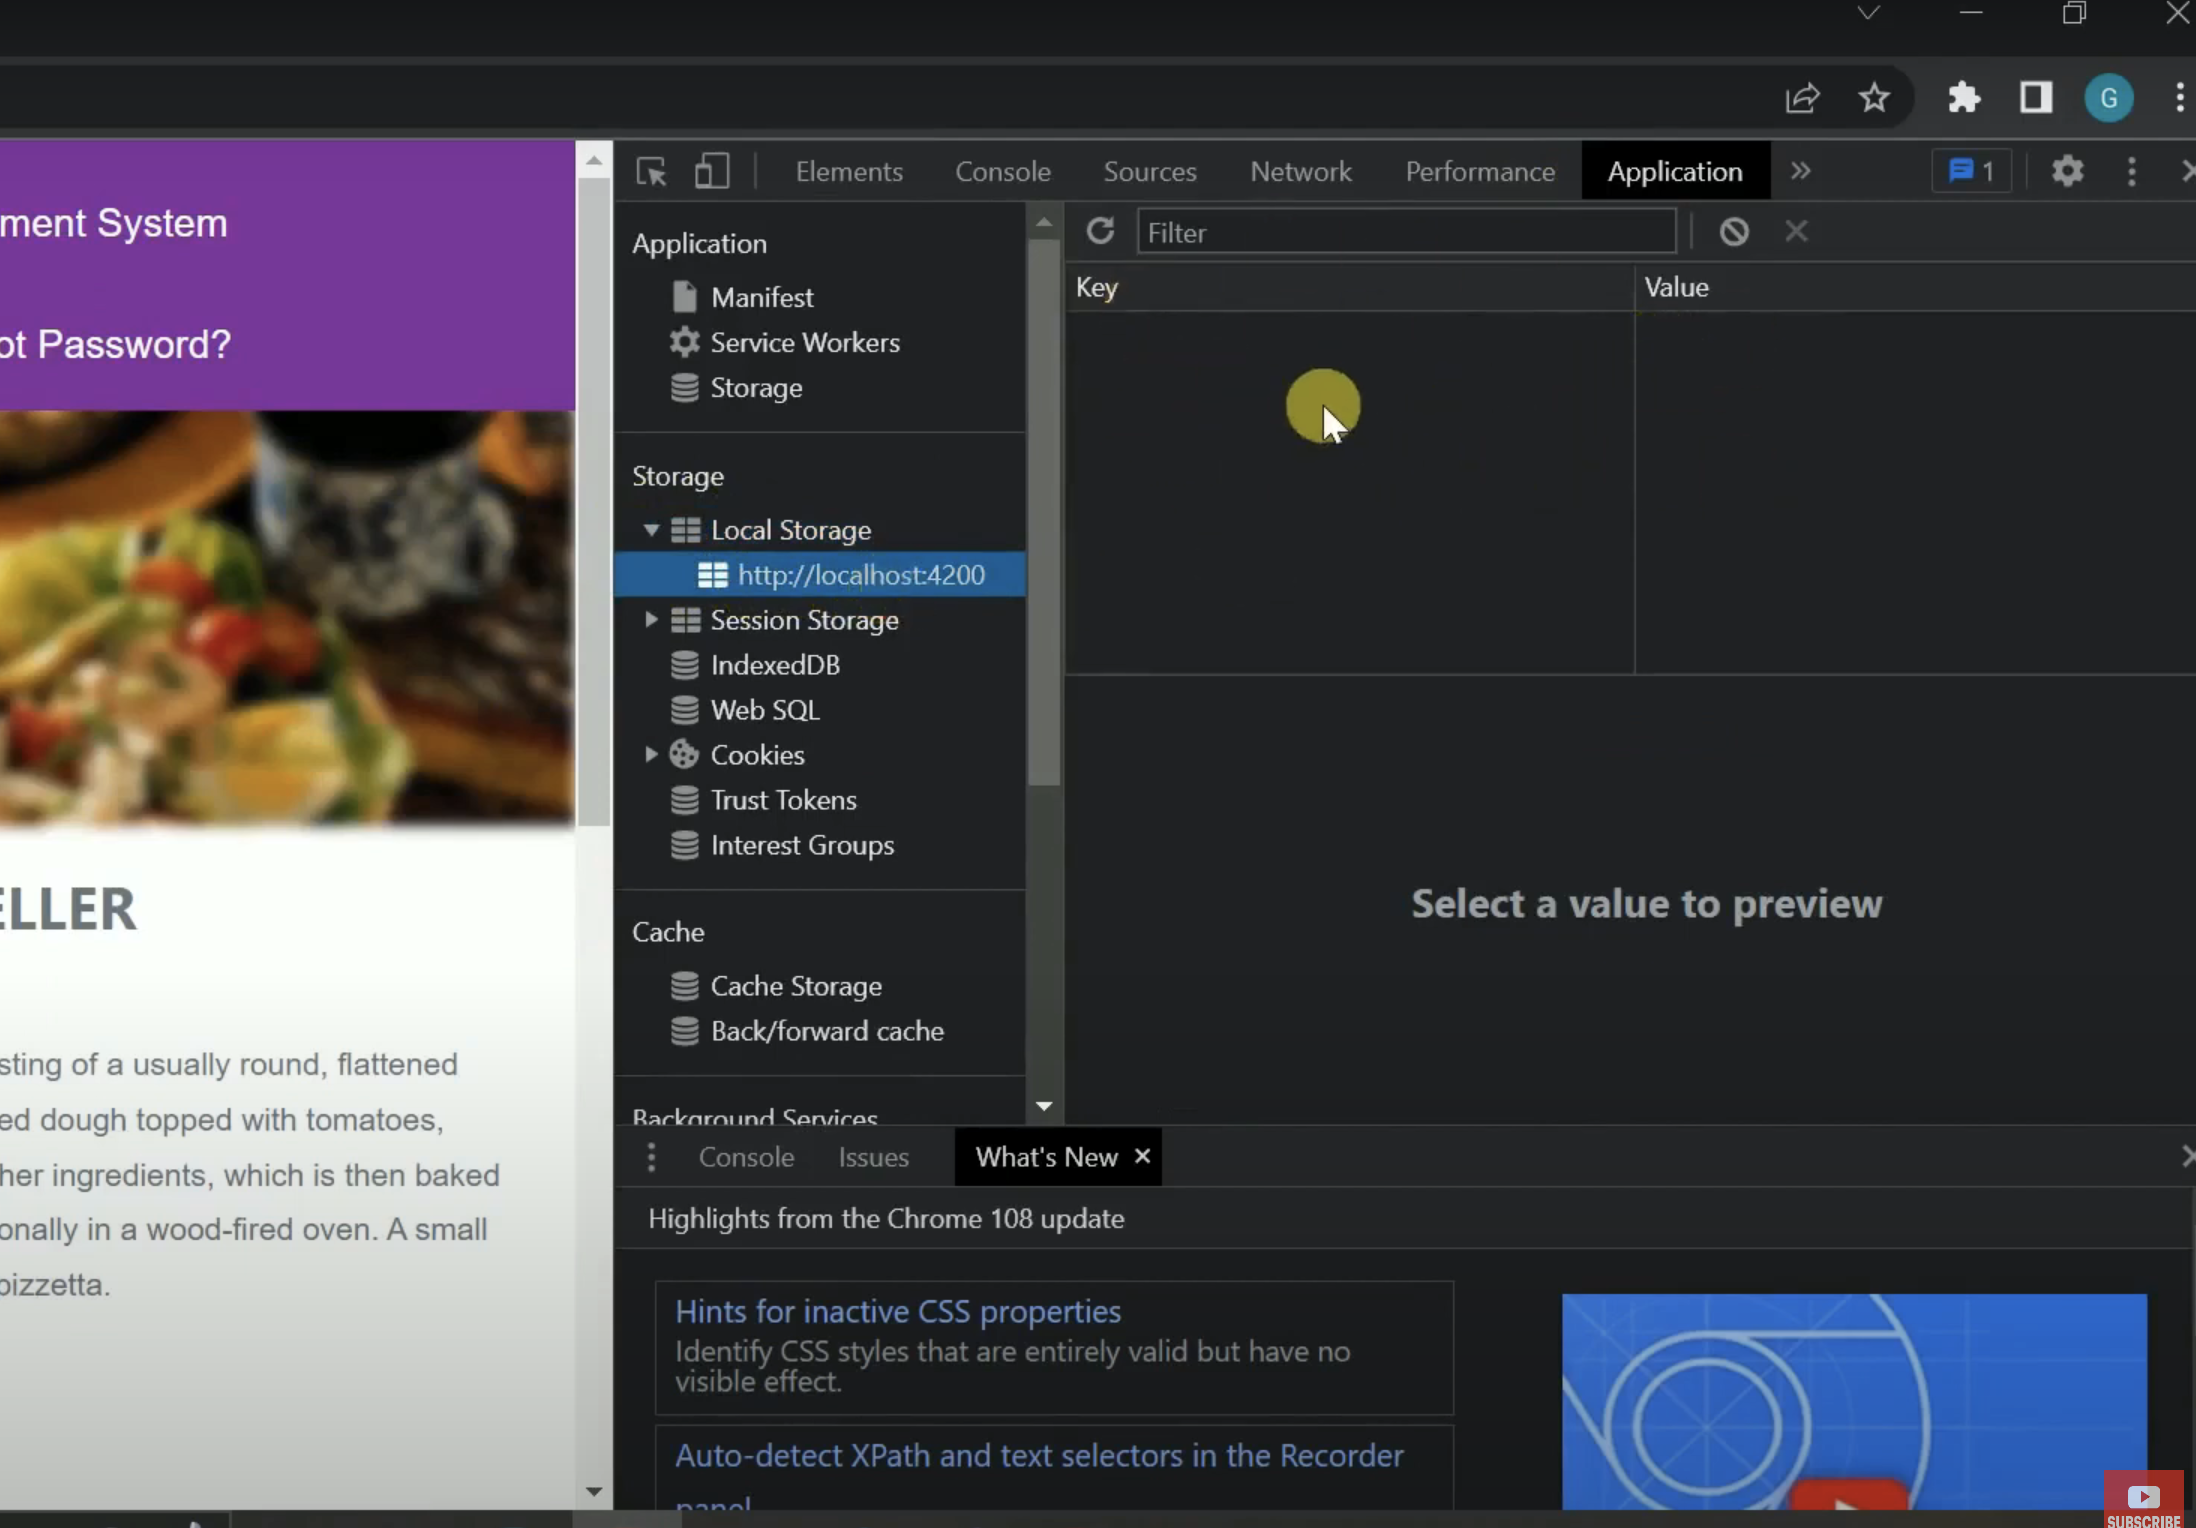 G
Elements Console Sources Network Performance Application » 1
ment System
ot Password?
ELLER
sting of a usually round, flattened
ed dough topped with tomatoes,
her ingredients, which is then baked
onally in a wood-fired oven. A small
pizzetta.
Application
Manifest
Service Workers
Storage
Storage
Local Storage
http://localhost:4200
Session Storage
IndexedDB
Web SQL
Cookies
Trust Tokens
Interest Groups
Cache
Cache Storage
Back/forward cache
Background Services
Filter
Key Value
Select a value to preview
Console Issues What's New
Highlights from the Chrome 108 update
Hints for inactive CSS properties
Identify CSS styles that are entirely valid but have no
visible effect.
Auto-detect XPath and text selectors in the Recorder
panel
SUBSCRIBE